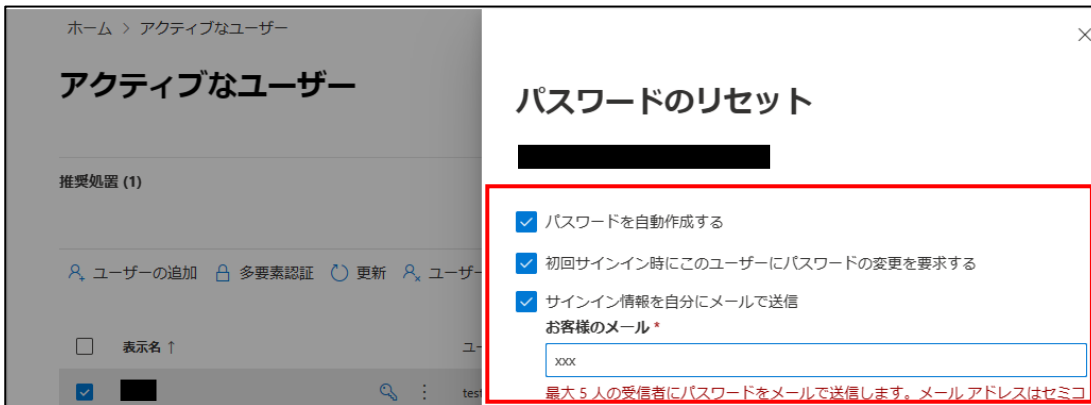 ホーム > アクティブなユーザー
アクティブなユーザー
推奨処置 (1)
ユーザーの追加 多要素認証 更新 ユーザー
表示名 ↑ ユー
test
パスワードのリセット
パスワードを自動作成する
初回サインイン時にこのユーザーにパスワードの変更を要求する
サインイン情報を自分にメールで送信
お客様のメール *
xxx
最大 5 人の受信者にパスワードをメールで送信します。メール アドレスはセミコ